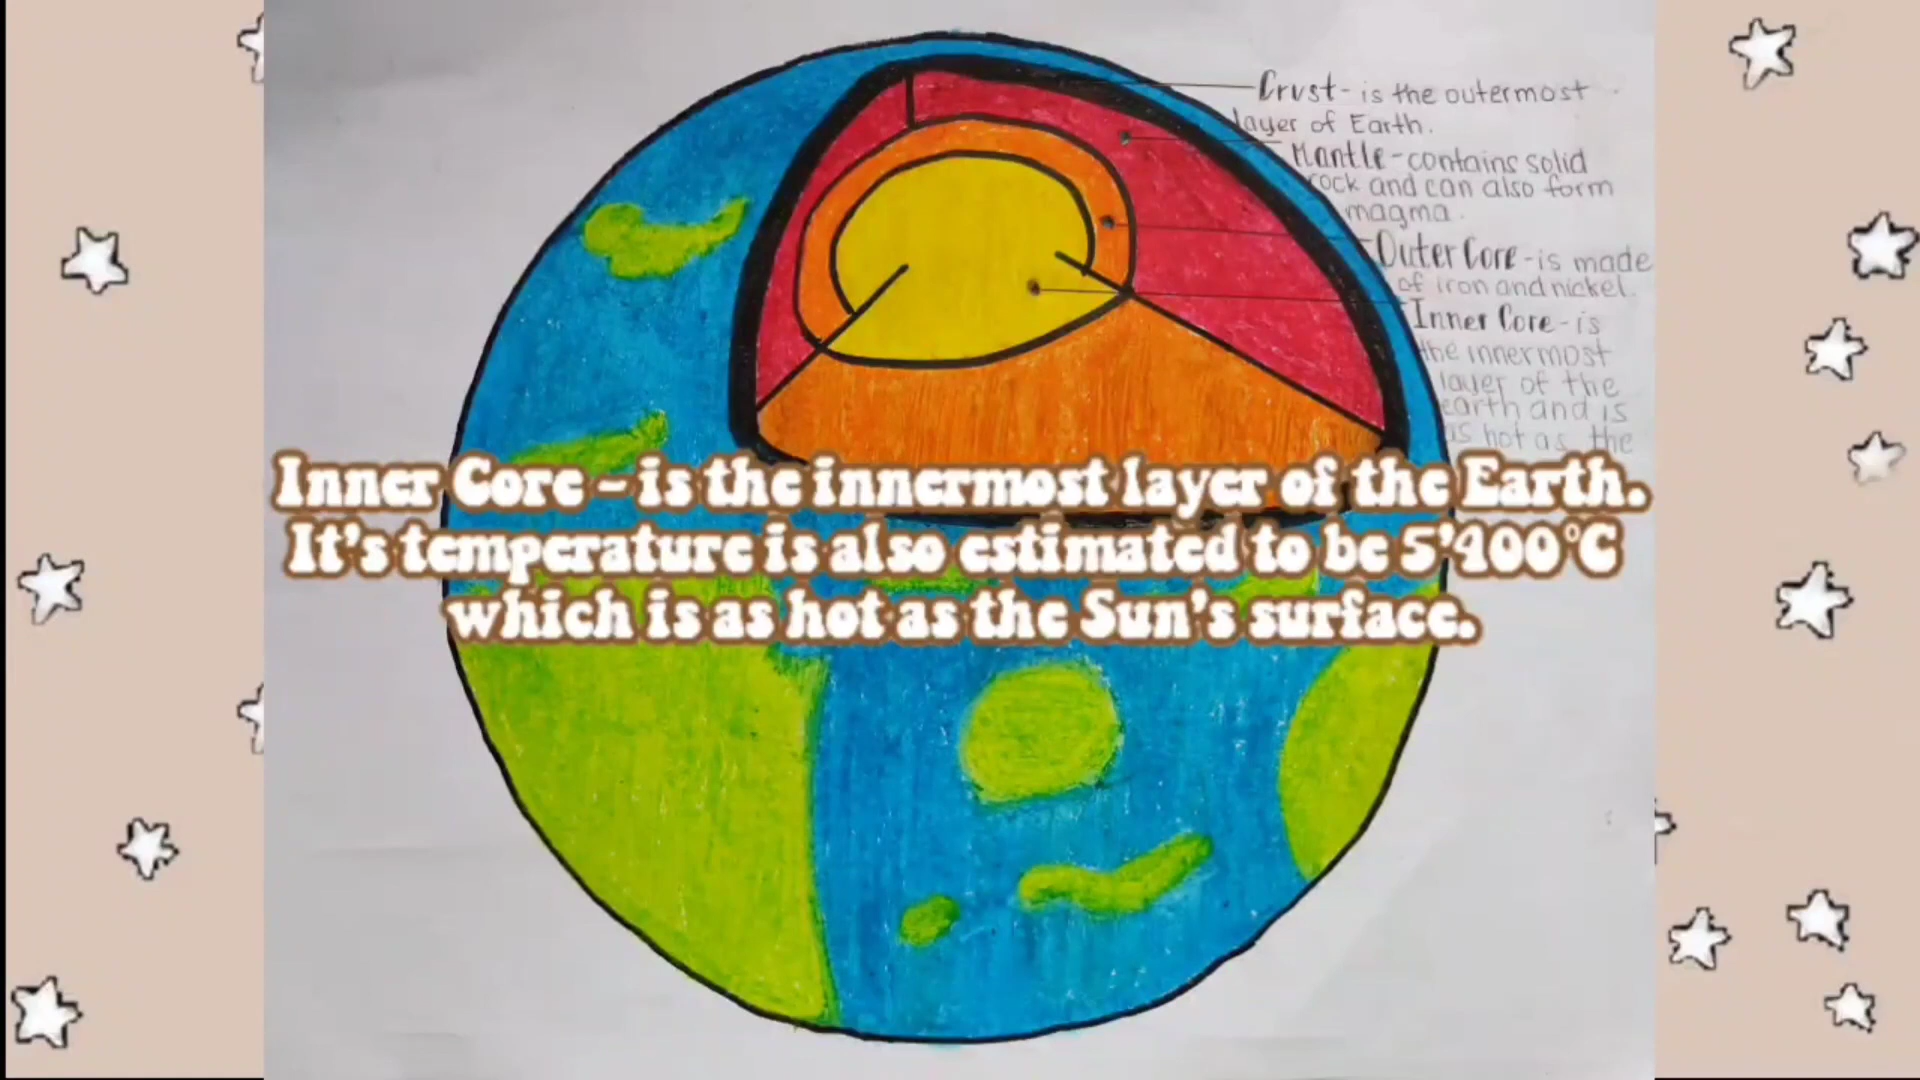 Crust - is the outermost
layer of Earth.
Mantle - contains solid
rock and can also form
magma.
Outer Core - is made
of iron and nickel.
Inner Core - is
the innermost
layer of the
earth and is
as hot as the
Inner Core - is the innermost layer of the Earth.
It's temperature is also estimated to be 5'400°C
which is as hot as the Sun's surface.